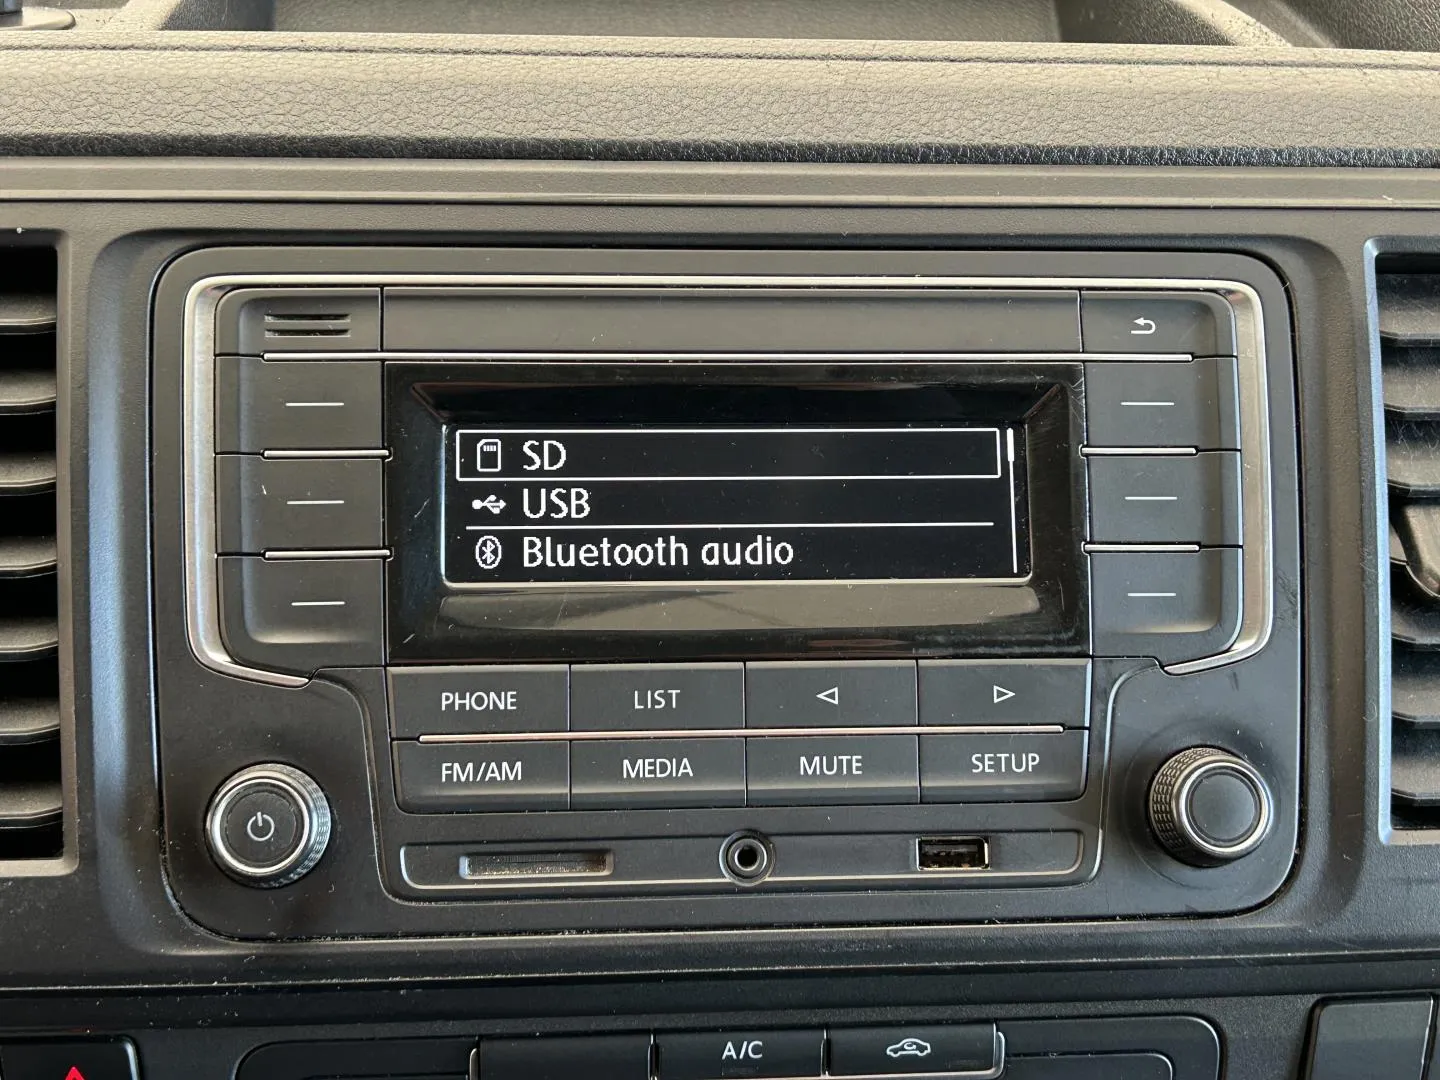 SD
USB
Bluetooth audio
PHONE LIST
FM/AM MEDIA MUTE SETUP
A/C